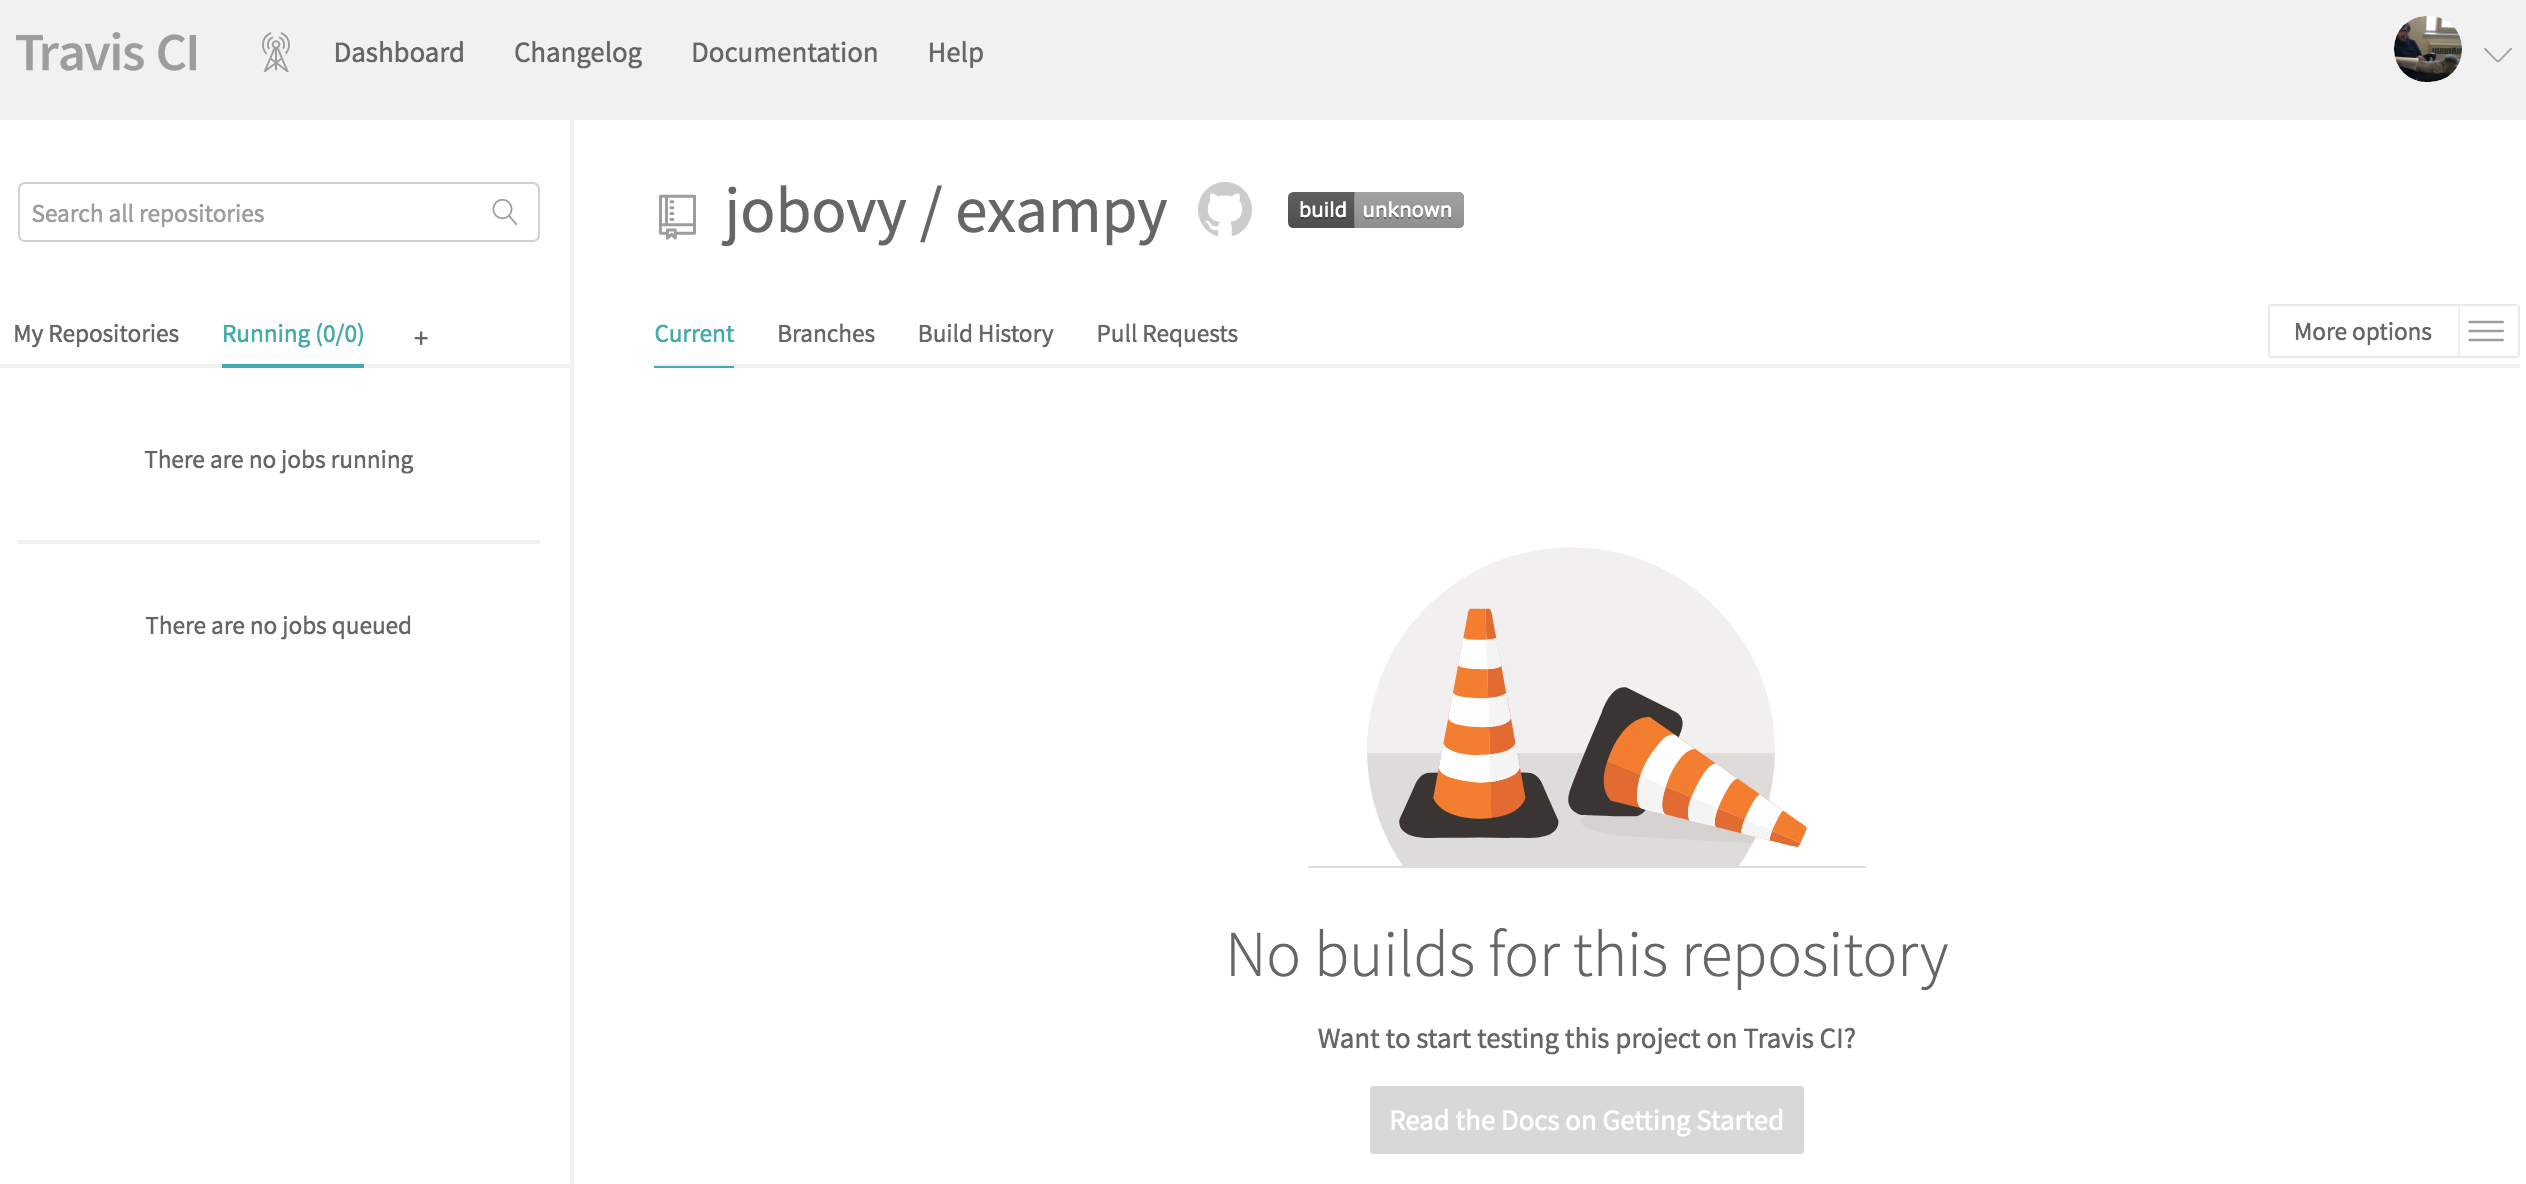 Travis CI
Dashboard
Changelog
Documentation
Help
Search all repositories
jobovy / exampy
build unknown
My Repositories
Running (0/0)
+
Current
Branches
Build History
Pull Requests
More options
There are no jobs running
There are no jobs queued
No builds for this repository
Want to start testing this project on Travis CI?
Read the Docs on Getting Started